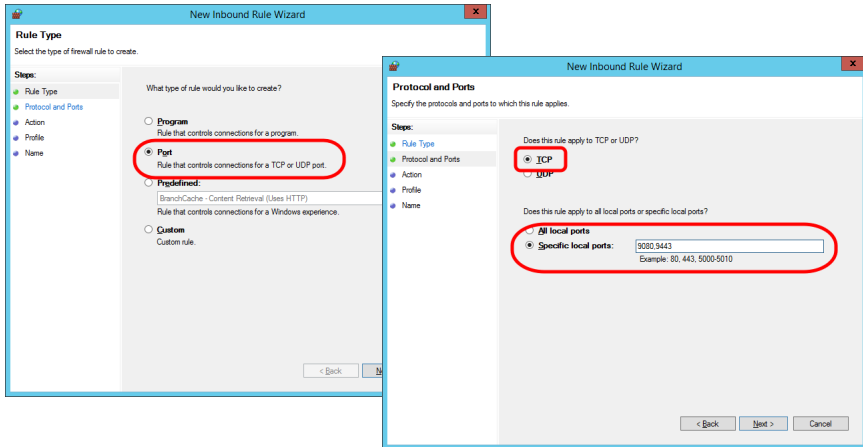 New Inbound Rule Wizard
x
Rule Type
Select the type of firewall rule to create.
Steps:
Rule Type
Protocol and Ports
Action
Profile
Name
What type of rule would you like to create?
Program
Rule that controls connections for a program.
Port
Rule that controls connections for a TCP or UDP port.
Predefined:
BranchCache - Content Retrieval (Uses HTTP)
Rule that controls connections for a Windows experience.
Custom
Custom rule.
< Back
New Inbound Rule Wizard
x
Protocol and Ports
Specify the protocols and ports to which this rule applies.
Steps:
Rule Type
Protocol and Ports
Action
Profile
Name
Does this rule apply to TCP or UDP?
TCP
UDP
Does this rule apply to all local ports or specific local ports?
All local ports
Specific local ports:
9080,9443
Example: 80, 443, 5000-5010
< Back
Next >
Cancel